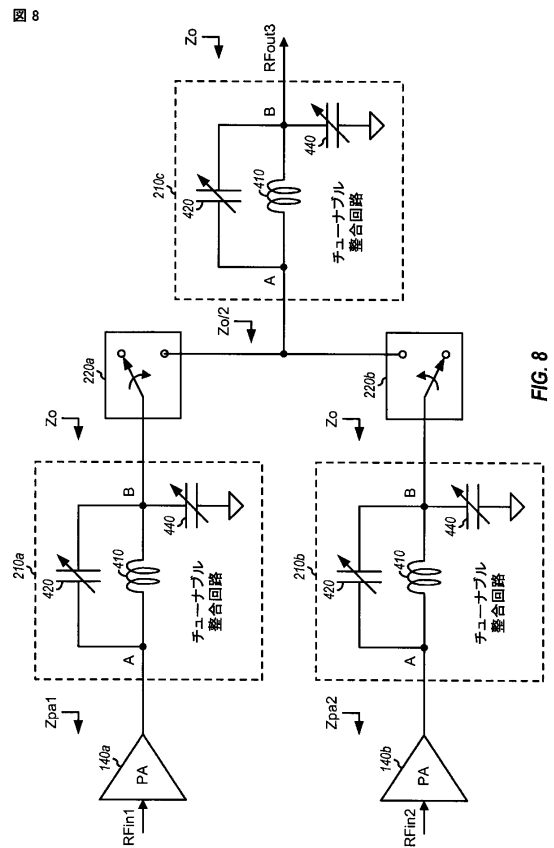 図 8
Zo
RFout3
210c
420
410
440
A
B
チューナブル
整合回路
Zo/2
220a
220b
Zo
210a
420
410
440
A
B
チューナブル
整合回路
Zpa1
140a
PA
RFin1
Zo
210b
420
410
440
A
B
チューナブル
整合回路
Zpa2
140b
PA
RFin2
FIG. 8